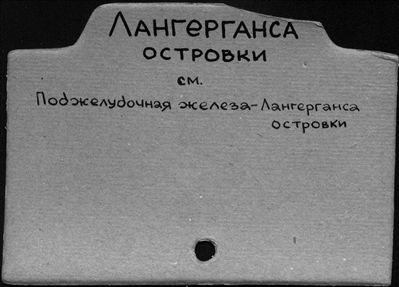 Лангерганса
островки
см.
Поджелудочная железа-Лангерганса
островки